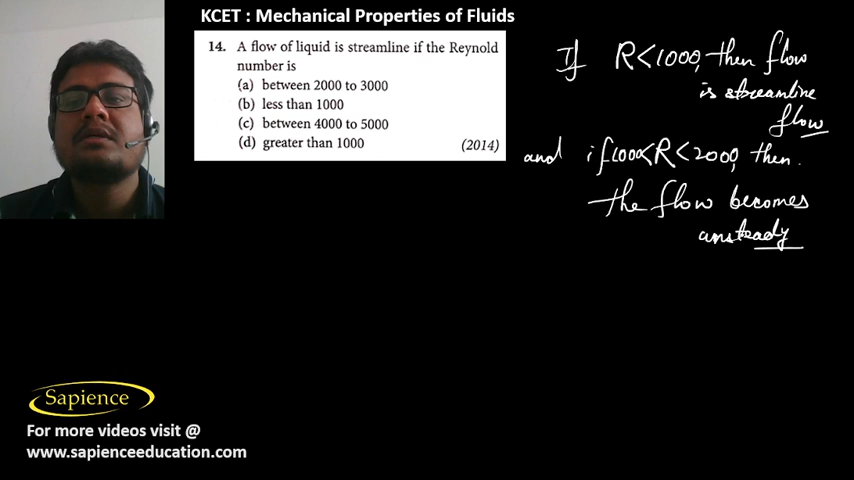 KCET : Mechanical Properties of Fluids
14. A flow of liquid is streamline if the Reynold
number is
(a) between 2000 to 3000
(b) less than 1000
(c) between 4000 to 5000
(d) greater than 1000 (2014)
If R<1000, then flow
is streamline
flow
and if 1000<R<2000, then.
the flow becomes
unsteady
Sapience
For more videos visit @
www.sapienceeducation.com